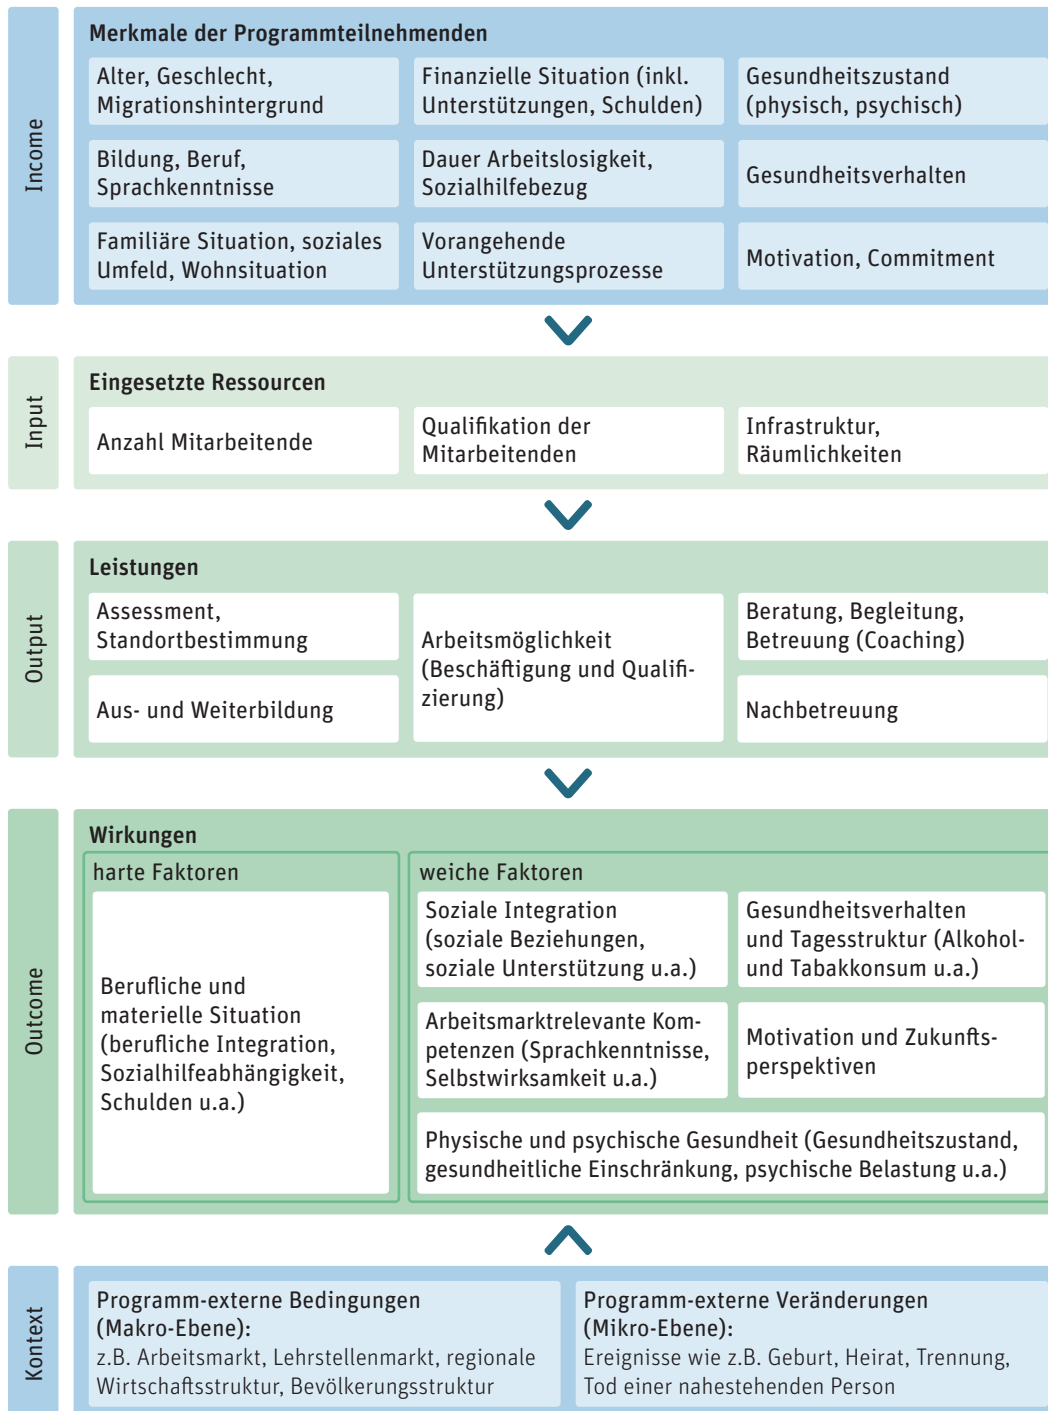 Income
Merkmale der Programmteilnehmenden
Alter, Geschlecht,
Migrationshintergrund
Finanzielle Situation (inkl.
Unterstützungen, Schulden)
Gesundheitszustand
(physisch, psychisch)
Bildung, Beruf,
Sprachkenntnisse
Dauer Arbeitslosigkeit,
Sozialhilfebezug
Gesundheitsverhalten
Familiäre Situation, soziales
Umfeld, Wohnsituation
Vorangehende
Unterstützungsprozesse
Motivation, Commitment
Input
Eingesetzte Ressourcen
Anzahl Mitarbeitende
Qualifikation der
Mitarbeitenden
Infrastruktur,
Räumlichkeiten
Output
Leistungen
Assessment,
Standortbestimmung
Aus- und Weiterbildung
Arbeitsmöglichkeit
(Beschäftigung und Qualifi-
zierung)
Beratung, Begleitung,
Betreuung (Coaching)
Nachbetreuung
Outcome
Wirkungen
harte Faktoren
Berufliche und
materielle Situation
(berufliche Integration,
Sozialhilfeabhängigkeit,
Schulden u.a.)
weiche Faktoren
Soziale Integration
(soziale Beziehungen,
soziale Unterstützung u.a.)
Gesundheitsverhalten
und Tagesstruktur (Alkohol-
und Tabakkonsum u.a.)
Arbeitsmarktrelevante Kom-
petenzen (Sprachkenntnisse,
Selbstwirksamkeit u.a.)
Motivation und Zukunfts-
perspektiven
Physische und psychische Gesundheit (Gesundheitszustand,
gesundheitliche Einschränkung, psychische Belastung u.a.)
Kontext
Programm-externe Bedingungen
(Makro-Ebene):
z.B. Arbeitsmarkt, Lehrstellenmarkt, regionale
Wirtschaftsstruktur, Bevölkerungsstruktur
Programm-externe Veränderungen
(Mikro-Ebene):
Ereignisse wie z.B. Geburt, Heirat, Trennung,
Tod einer nahestehenden Person